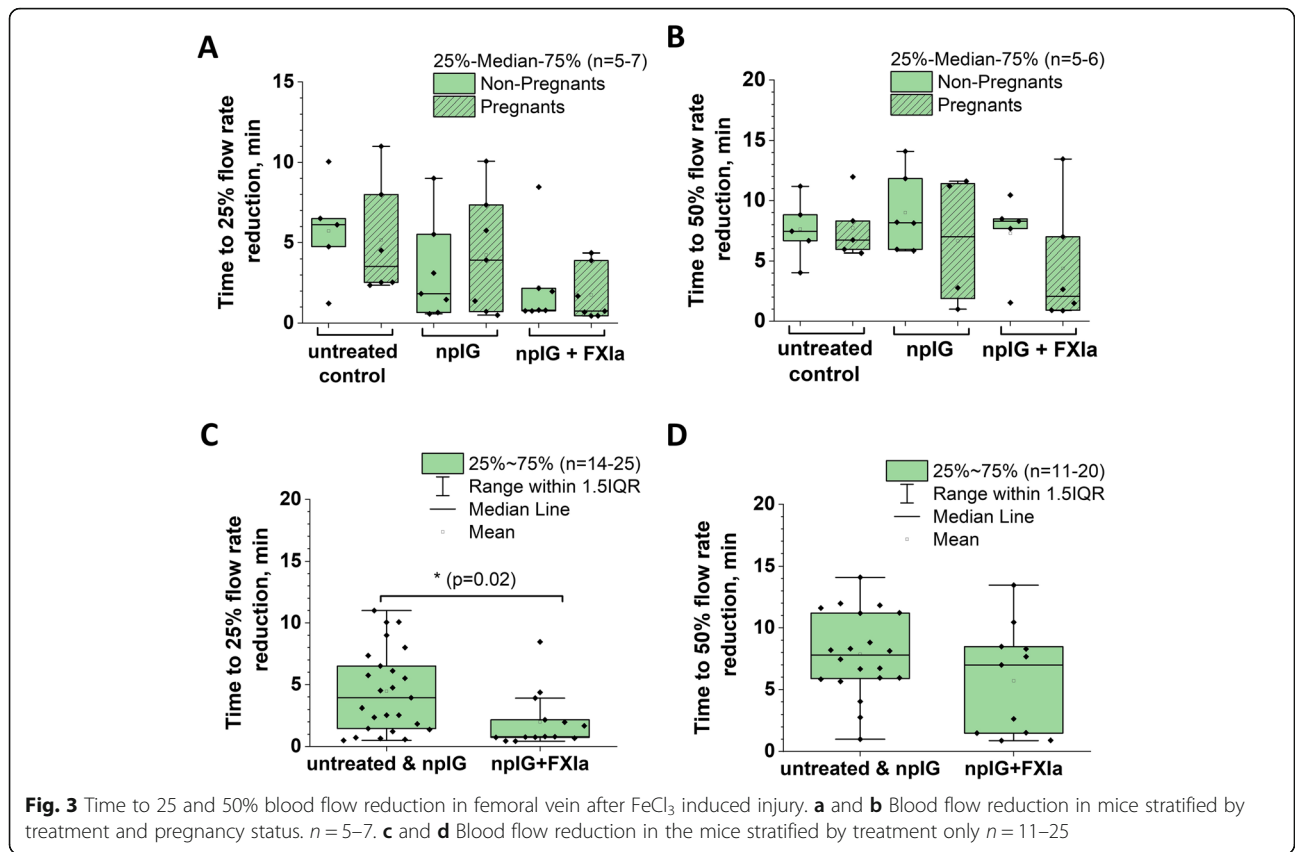 A
25%-Median-75% (n=5-7)
Non-Pregnants
Pregnants
Time to 25% flow rate
reduction, min
15
10
5
0
untreated
control
npIG
npIG + FXIa
B
25%-Median-75% (n=5-6)
Non-Pregnants
Pregnants
Time to 50% flow rate
reduction, min
20
15
10
5
0
untreated
control
npIG
npIG + FXIa
C
25%~75% (n=14-25)
Range within 1.5IQR
Median Line
Mean
Time to 25% flow rate
reduction, min
20
15
10
5
0
* (p=0.02)
untreated & npIG
npIG+FXIa
D
25%~75% (n=11-20)
Range within 1.5IQR
Median Line
Mean
Time to 50% flow rate
reduction, min
20
15
10
5
0
untreated & npIG
npIG+FXIa
Fig. 3 Time to 25 and 50% blood flow reduction in femoral vein after FeCl₃ induced injury. a and b Blood flow reduction in mice stratified by
treatment and pregnancy status. n = 5–7. c and d Blood flow reduction in the mice stratified by treatment only n = 11–25